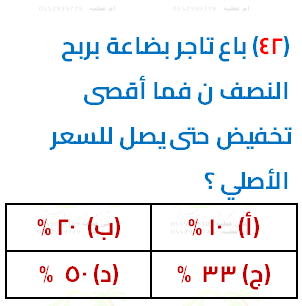 (٤٢) باع تاجر بضاعة بربح
النصف ن فما أقصى
تخفيض حتى يصل للسعر
الأصلي ؟
(أ) ١٠ %
(ب) ٢٠ %
(ج) ٣٣ %
(د) ٥٠ %